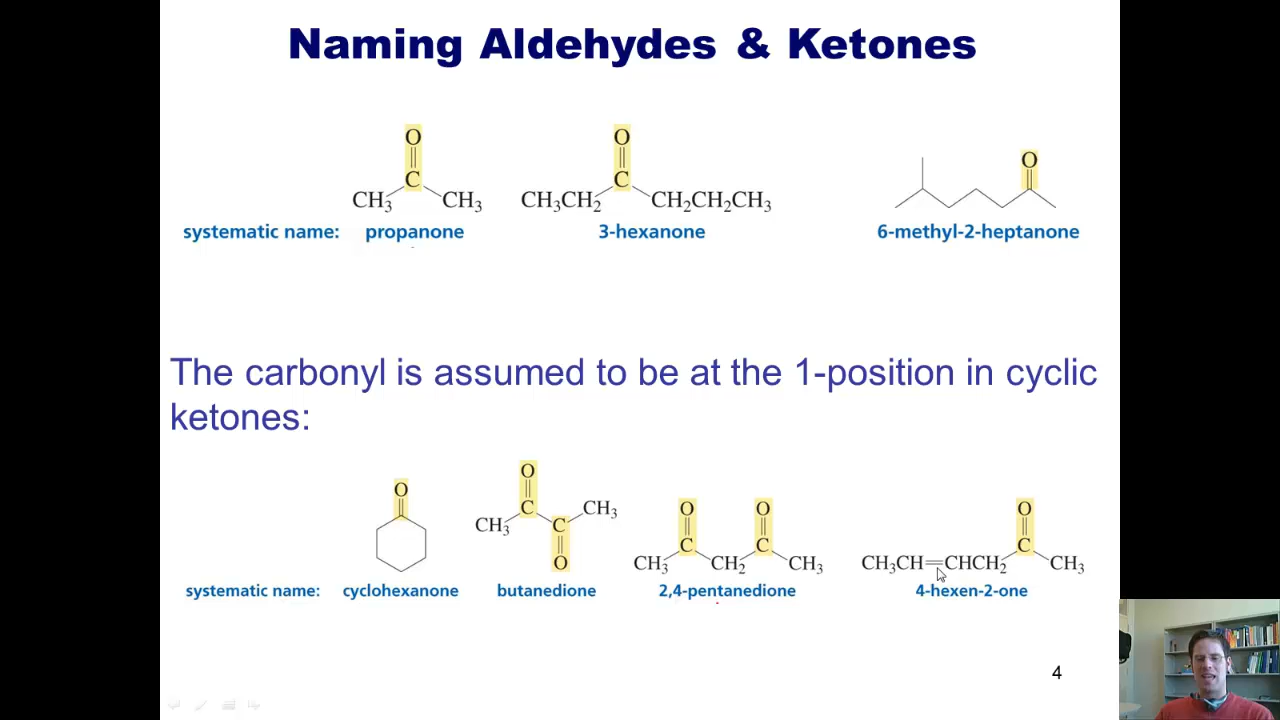 Naming Aldehydes & Ketones
O
C
CH₃ CH₃
O
C
CH₃CH₂ CH₂CH₂CH₃
O
systematic name: propanone 3-hexanone 6-methyl-2-heptanone
The carbonyl is assumed to be at the 1-position in cyclic
ketones:
O
O
C
CH₃ C CH₃
O
O O
C C
CH₃ CH₂ CH₃
O
C
CH₃CH=CHCH₂ CH₃
systematic name: cyclohexanone butanedione 2,4-pentanedione 4-hexen-2-one
4